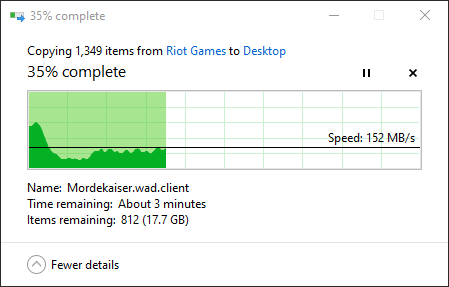 35% complete
Copying 1,349 items from Riot Games to Desktop
35% complete
Speed: 152 MB/s
Name: Mordekaiser.wad.client
Time remaining: About 3 minutes
Items remaining: 812 (17.7 GB)
Fewer details